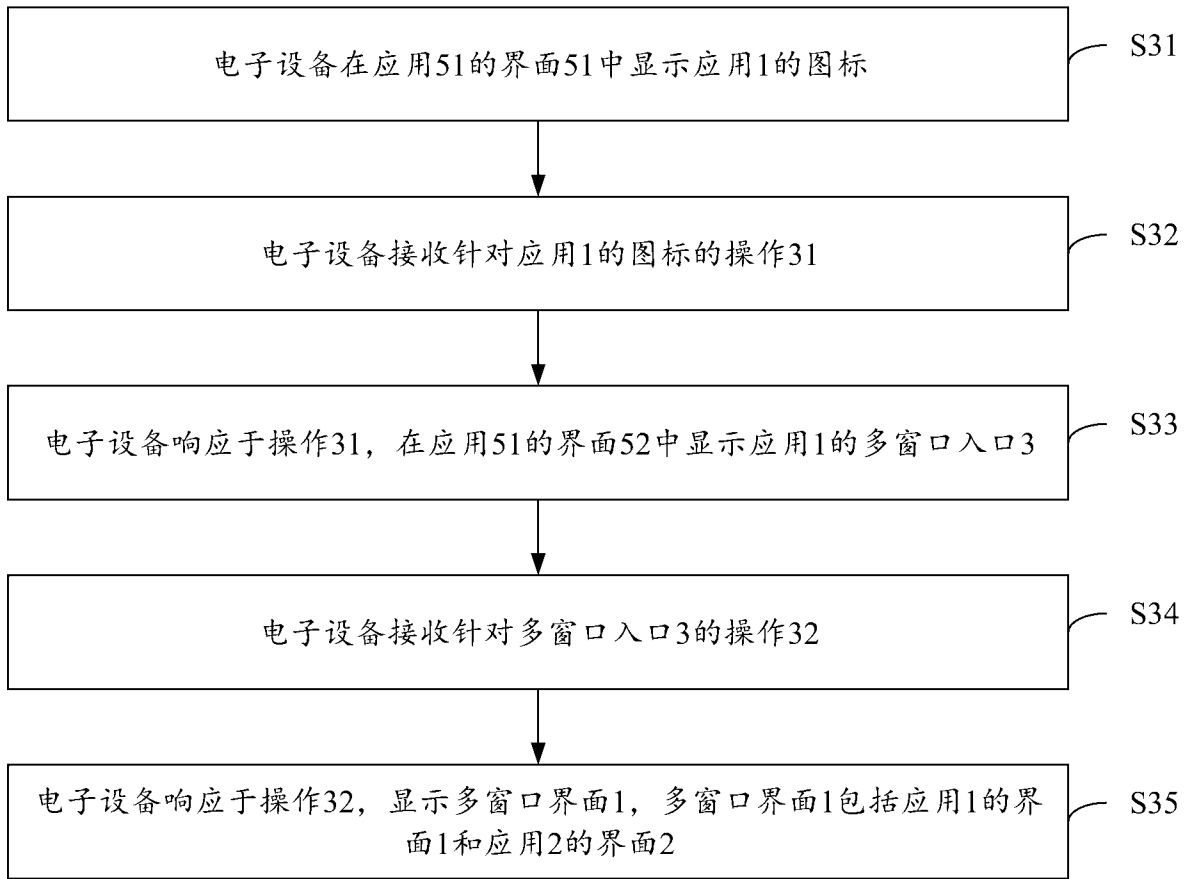 电子设备在应用51的界面51中显示应用1的图标
S31
电子设备接收针对应用1的图标的操作31
S32
电子设备响应于操作31，在应用51的界面52中显示应用1的多窗口入口3
S33
电子设备接收针对多窗口入口3的操作32
S34
电子设备响应于操作32，显示多窗口界面1，多窗口界面1包括应用1的界
面1和应用2的界面2
S35